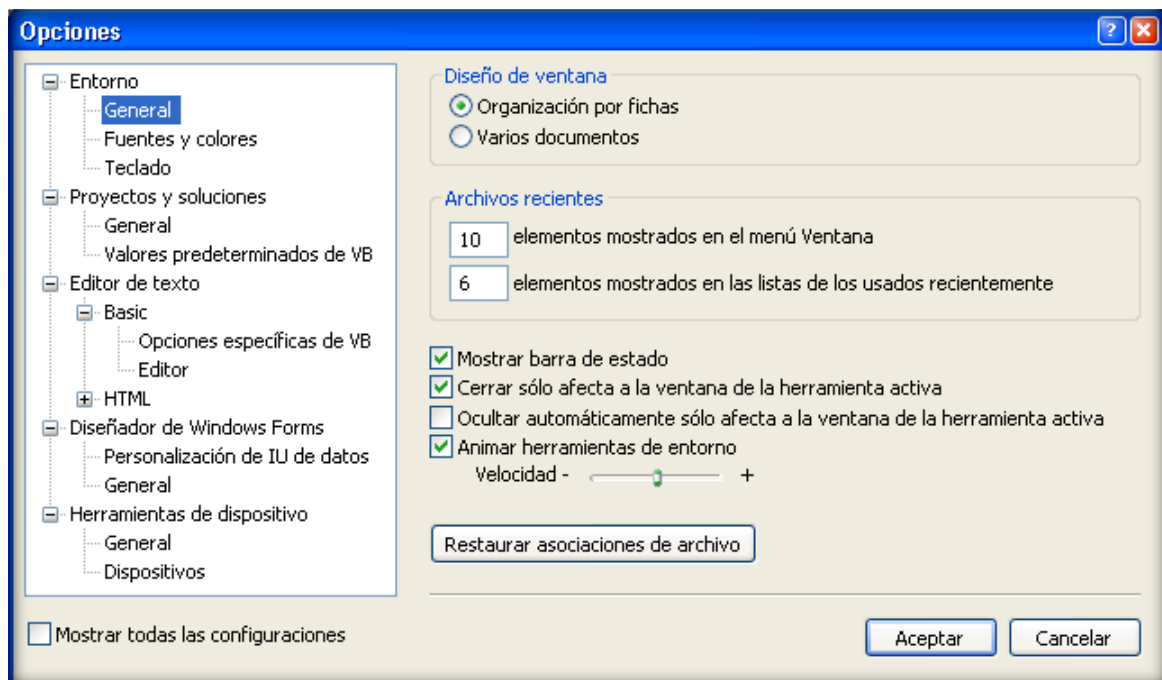 Opciones
Entorno
General
Fuentes y colores
Teclado
Proyectos y soluciones
General
Valores predeterminados de VB
Editor de texto
Basic
Opciones específicas de VB
Editor
HTML
Diseñador de Windows Forms
Personalización de IU de datos
General
Herramientas de dispositivo
General
Dispositivos
Mostrar todas las configuraciones
Diseño de ventana
Organización por fichas
Varios documentos
Archivos recientes
10 elementos mostrados en el menú Ventana
6 elementos mostrados en las listas de los usados recientemente
Mostrar barra de estado
Cerrar sólo afecta a la ventana de la herramienta activa
Ocultar automáticamente sólo afecta a la ventana de la herramienta activa
Animar herramientas de entorno
Velocidad - +
Restaurar asociaciones de archivo
Aceptar Cancelar